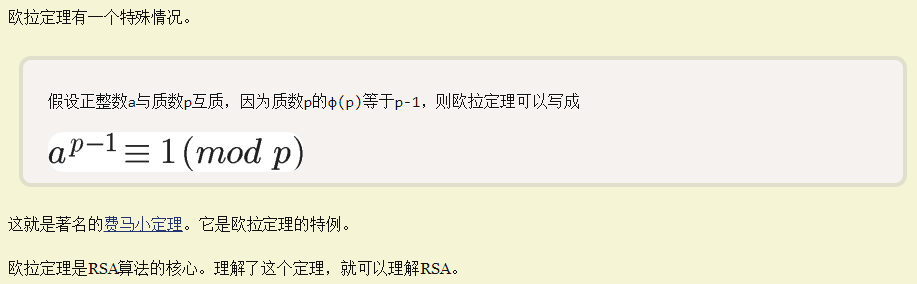 欧拉定理有一个特殊情况。
假设正整数a与质数p互质，因为质数p的φ(p)等于p-1，则欧拉定理可以写成
a^{p-1} ≡ 1 (mod p)
这就是著名的费马小定理。它是欧拉定理的特例。
欧拉定理是RSA算法的核心。理解了这个定理，就可以理解RSA。